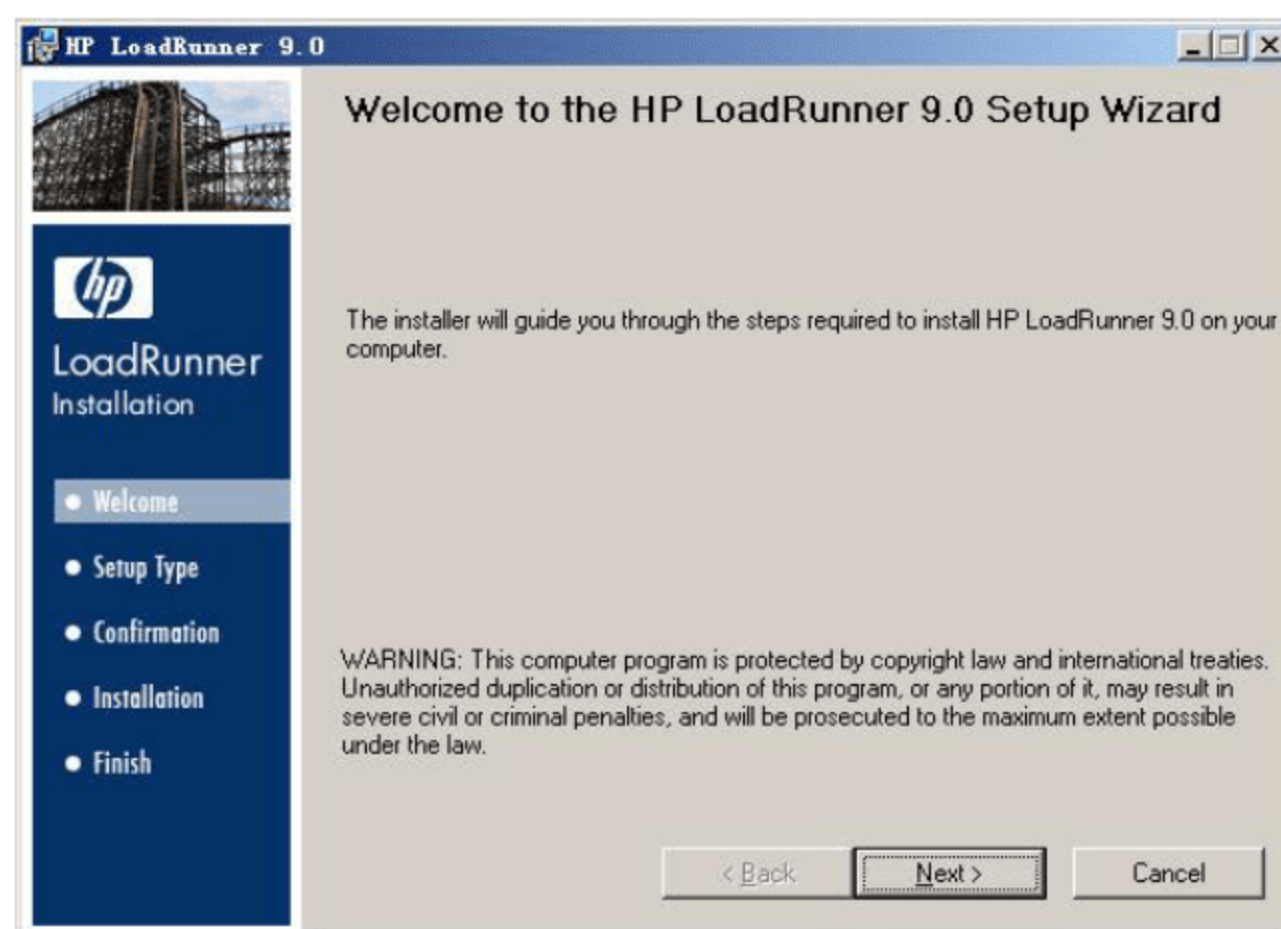 HP LoadRunner 9.0
Welcome to the HP LoadRunner 9.0 Setup Wizard
hp
LoadRunner
Installation
Welcome
Setup Type
Confirmation
Installation
Finish
The installer will guide you through the steps required to install HP LoadRunner 9.0 on your
computer.
WARNING: This computer program is protected by copyright law and international treaties.
Unauthorized duplication or distribution of this program, or any portion of it, may result in
severe civil or criminal penalties, and will be prosecuted to the maximum extent possible
under the law.
< Back
Next >
Cancel